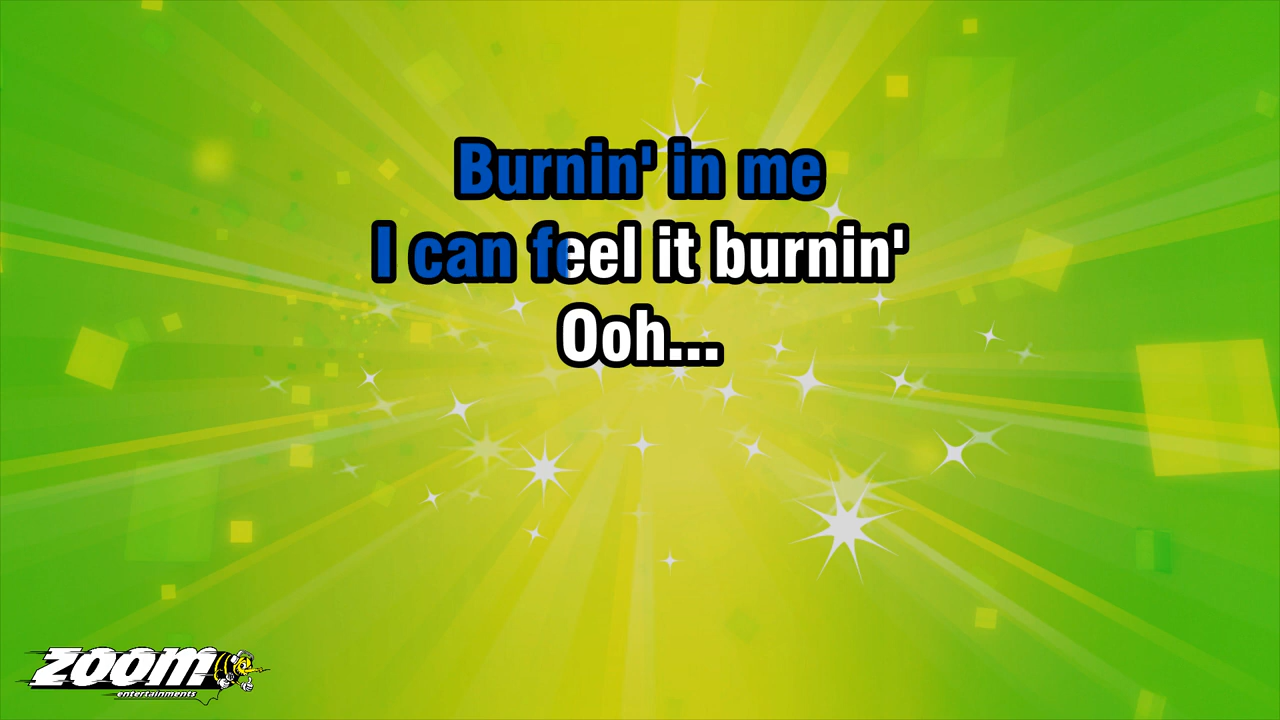 Burnin' in me
I can feel it burnin'
Ooh...
zoom
entertainments